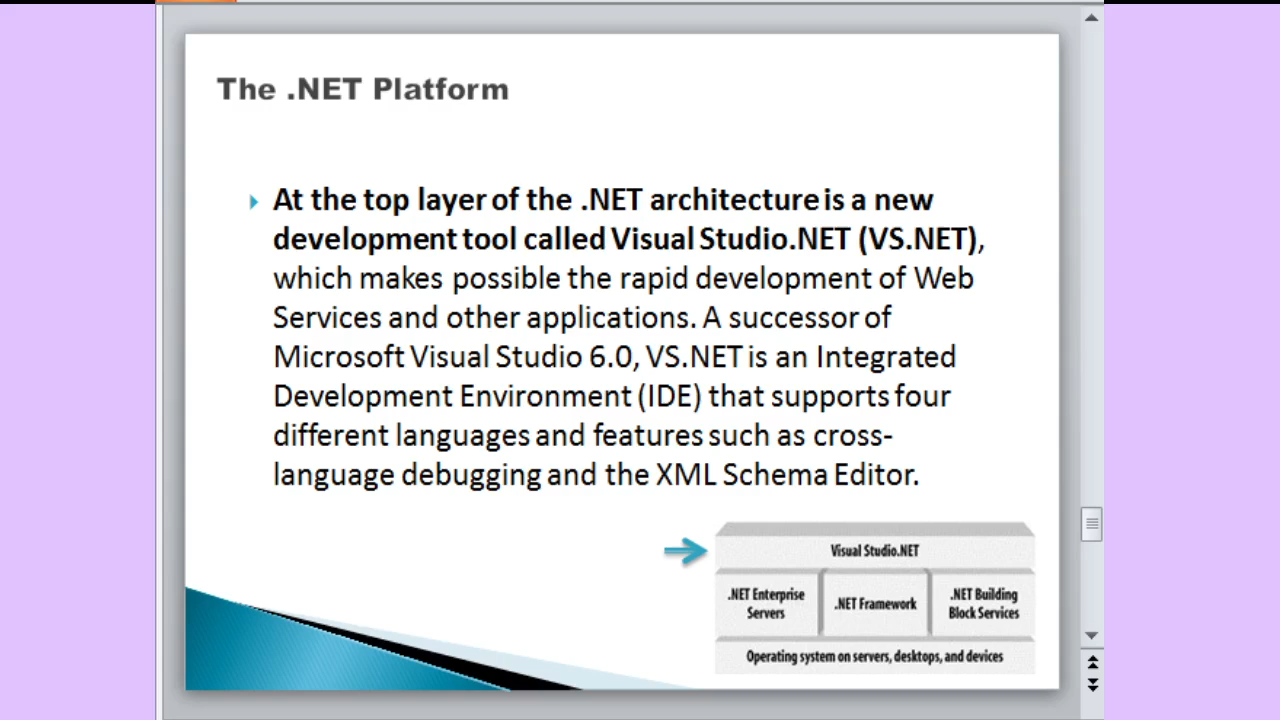 The .NET Platform
At the top layer of the .NET architecture is a new
development tool called Visual Studio.NET (VS.NET),
which makes possible the rapid development of Web
Services and other applications. A successor of
Microsoft Visual Studio 6.0, VS.NET is an Integrated
Development Environment (IDE) that supports four
different languages and features such as cross-
language debugging and the XML Schema Editor.
Visual Studio.NET
.NET Enterprise
Servers
.NET Framework
.NET Building
Block Services
Operating system on servers, desktops, and devices